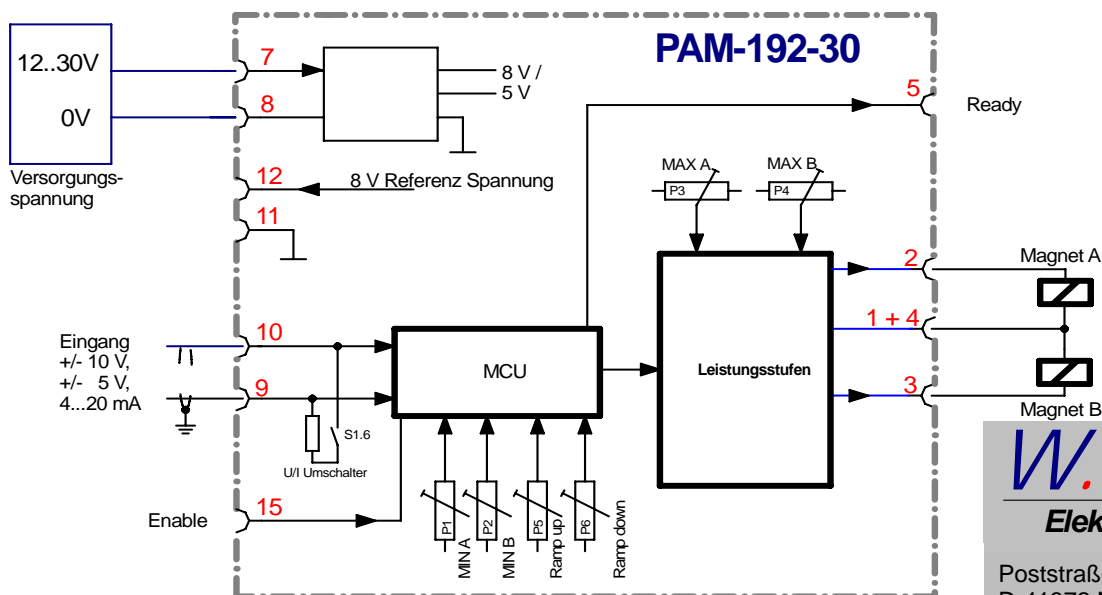 PAM-192-30
12..30V
0V
Versorgungs-
spannung
7
8
8 V /
5 V
5
Ready
12
8 V Referenz Spannung
11
MAX A
P3
MAX B
P4
2
Magnet A
1 + 4
Leistungsstufen
3
Magnet B
Eingang
+/- 10 V,
+/- 5 V,
4...20 mA
10
9
MCU
S1.6
U/I Umschalter
Enable
15
P1
MIN A
P2
MIN B
P5
Ramp up
P6
Ramp down
W.
Elek
Poststraß